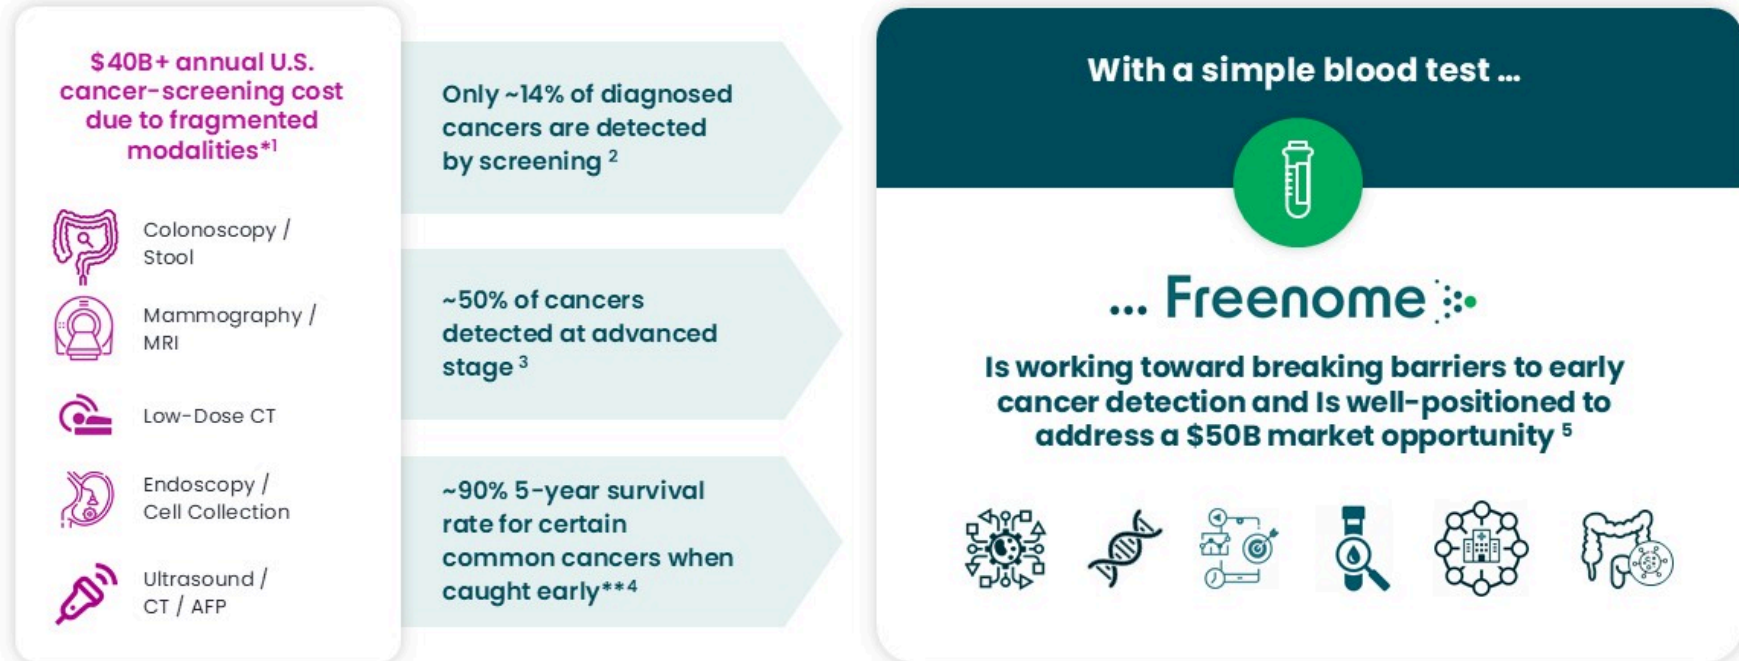 $40B+ annual U.S.
cancer-screening cost
due to fragmented
modalities*1
Colonoscopy /
Stool
Mammography /
MRI
Low-Dose CT
Endoscopy /
Cell Collection
Ultrasound /
CT / AFP
Only ~14% of diagnosed
cancers are detected
by screening 2
~50% of cancers
detected at advanced
stage 3
~90% 5-year survival
rate for certain
common cancers when
caught early**4
With a simple blood test ...
... Freenome
Is working toward breaking barriers to early
cancer detection and Is well-positioned to
address a $50B market opportunity 5